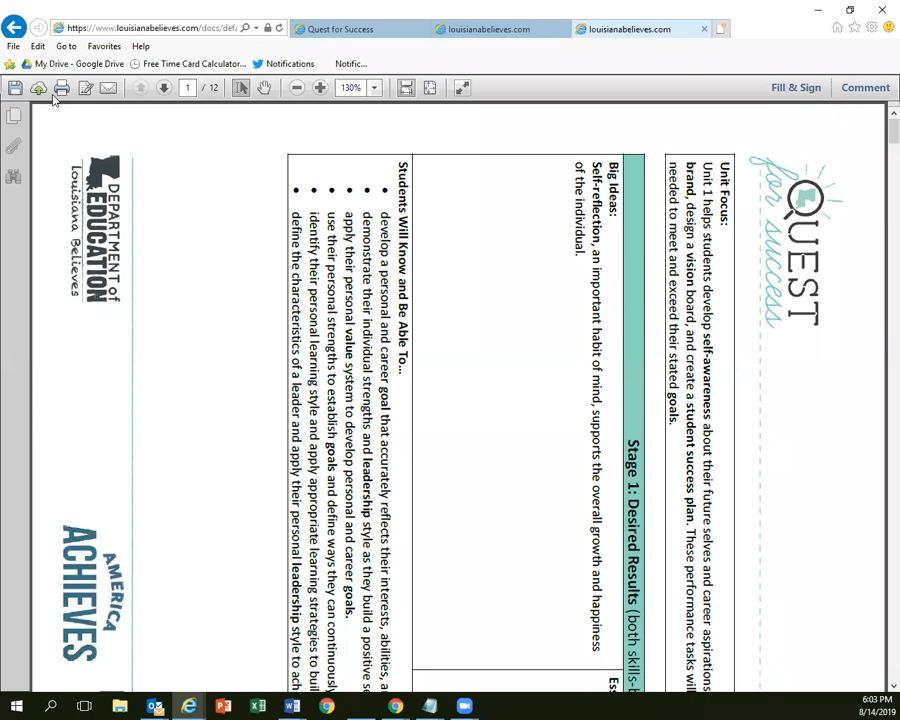 https://www.louisianabelieves.com/docs/defa
Quest for Success
louisianabelieves.com
louisianabelieves.com
File Edit Go to Favorites Help
My Drive - Google Drive
Free Time Card Calculator...
Notifications
Notific...
1 / 12
130%
Fill & Sign
Comment
QUEST
for success
Unit Focus:
Unit 1 helps students develop self-awareness about their future selves and career aspirations
brand, design a vision board, and create a student success plan. These performance tasks wil
needed to meet and exceed their stated goals.
Stage 1: Desired Results (both skills-b
Big Ideas:
Self-reflection, an important habit of mind, supports the overall growth and happiness
of the individual.
Es
Students Will Know and Be Able To...
• develop a personal and career goal that accurately reflects their interests, abilities, a
• demonstrate their individual strengths and leadership style as they build a positive se
• apply their personal value system to develop personal and career goals.
• use their personal strengths to establish goals and define ways they can continuously
• identify their personal learning style and apply appropriate learning strategies to buil
• define the characteristics of a leader and apply their personal leadership style to ach
DEPARTMENT of
EDUCATION
Louisiana Believes
AMERICA
ACHIEVES
6:03 PM
8/14/2019